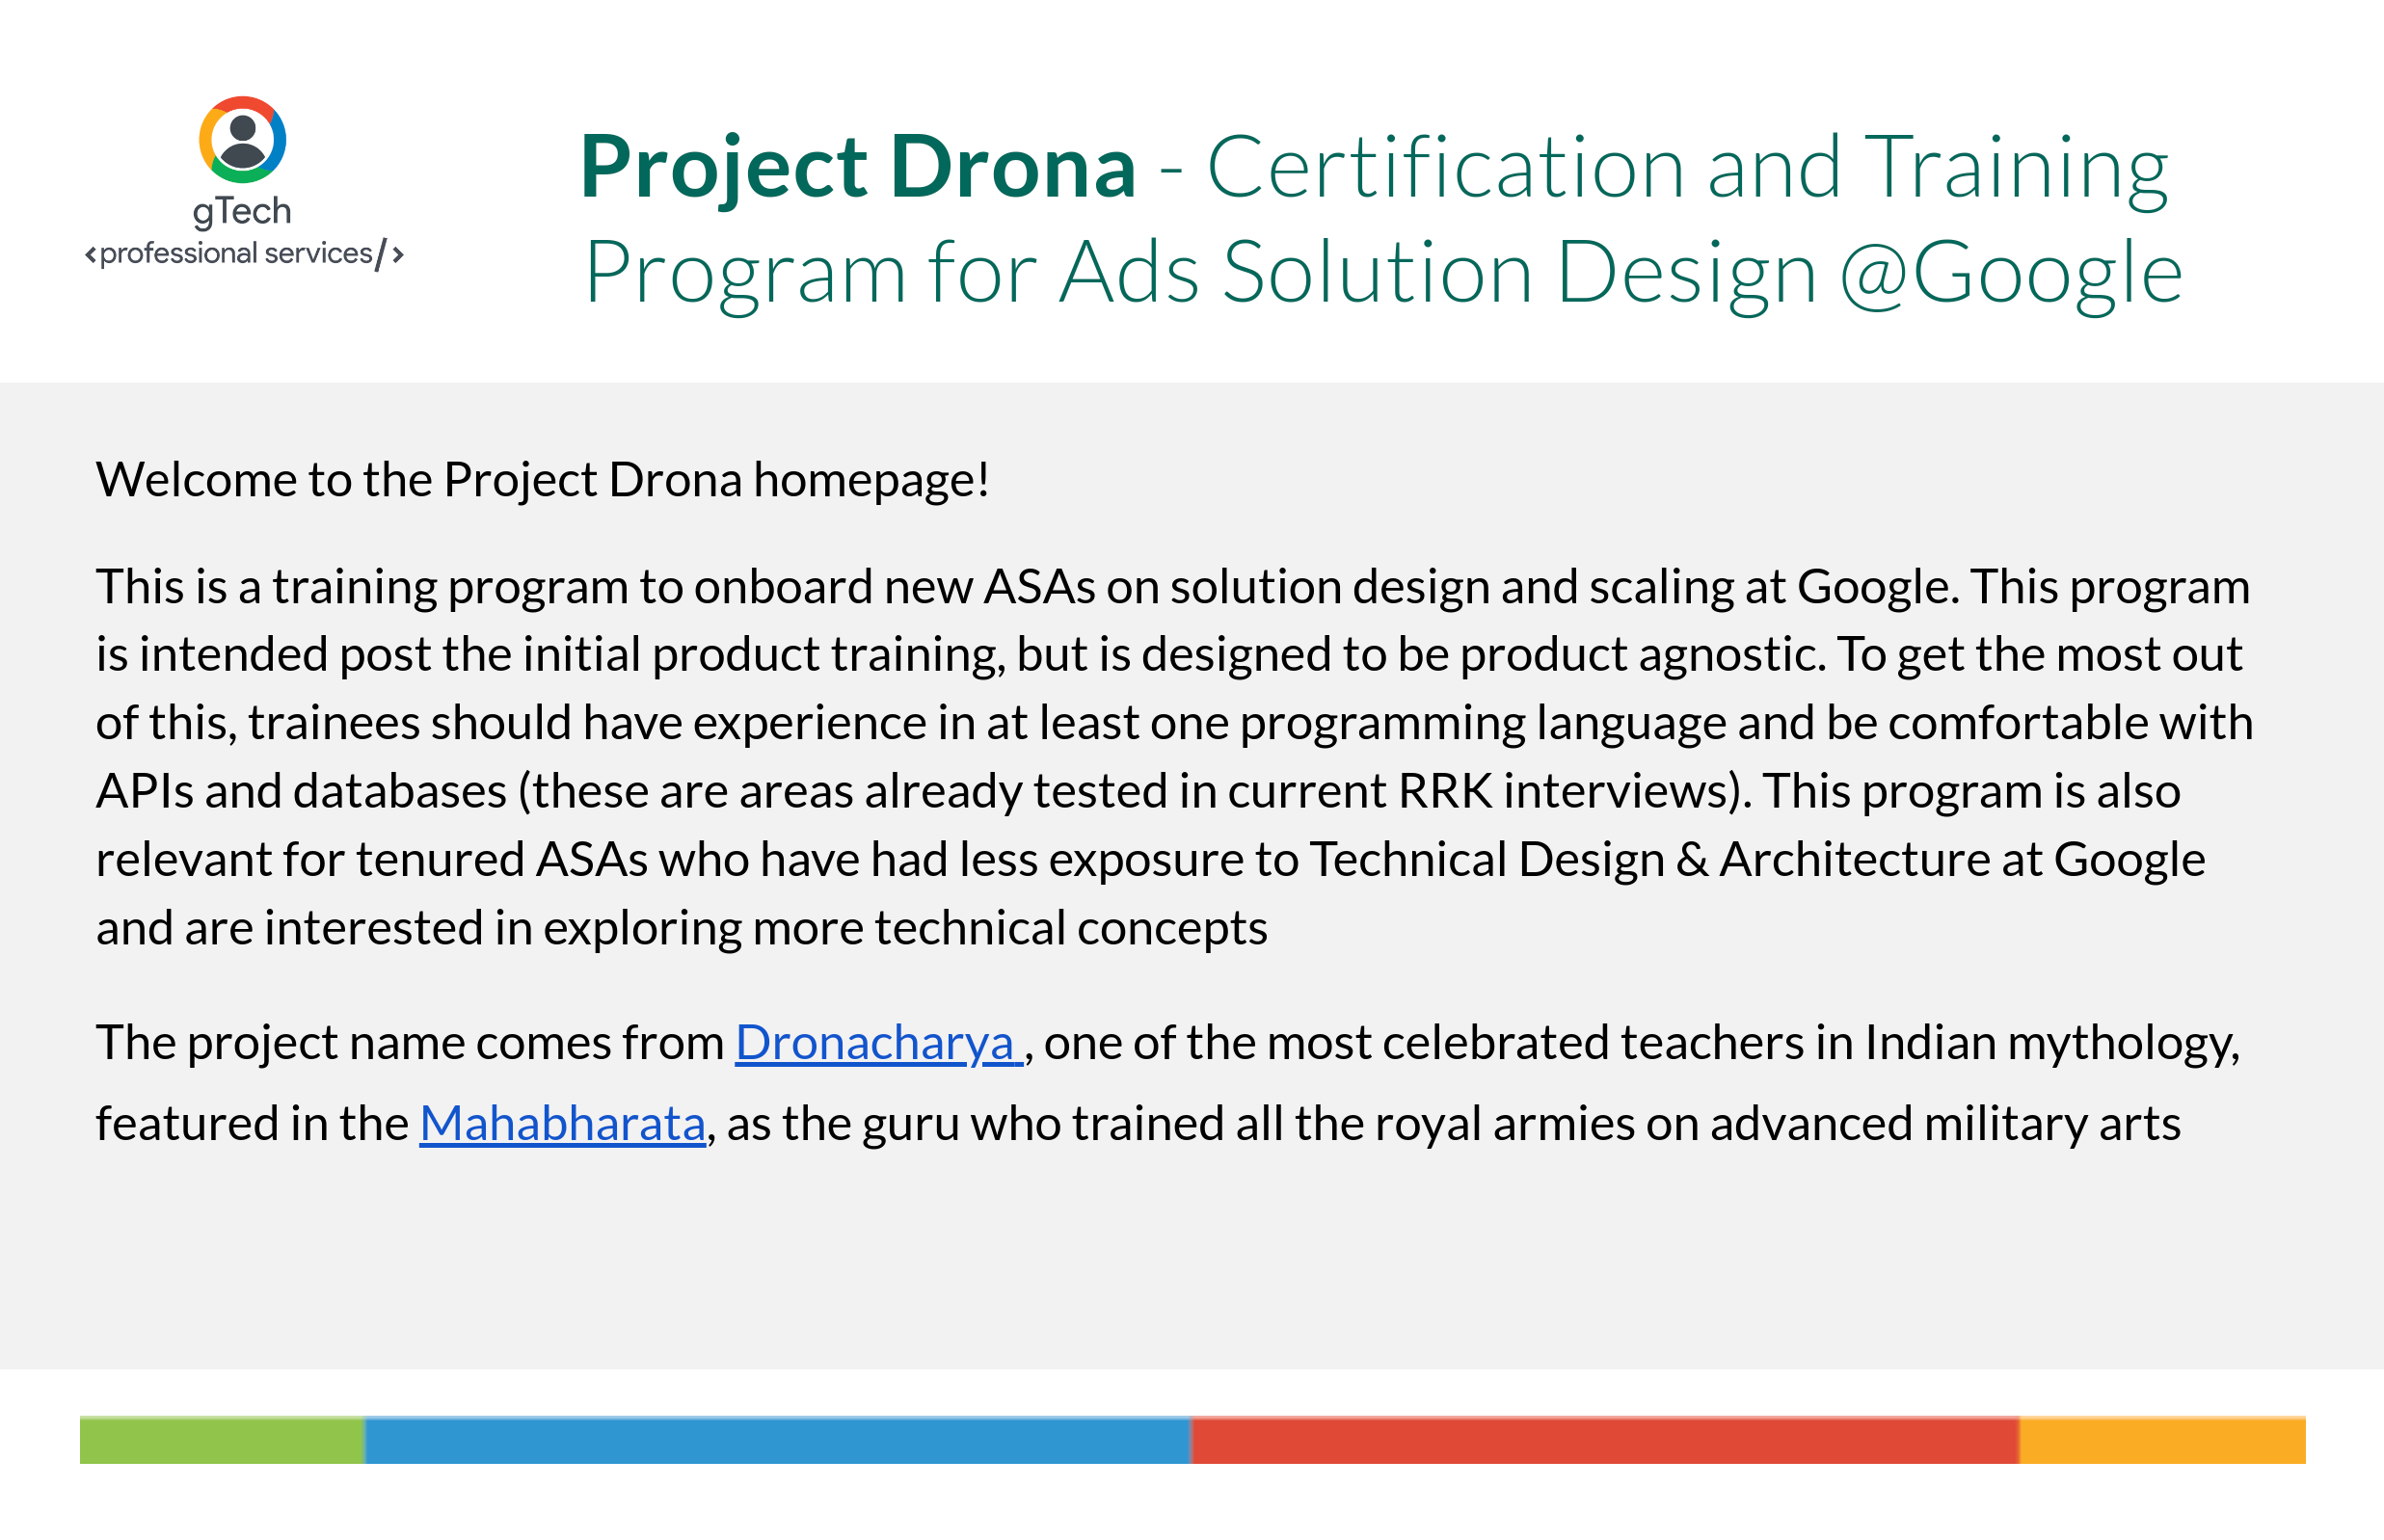 gTech
<professional services/>
Project Drona - Certification and Training
Program for Ads Solution Design @Google
Welcome to the Project Drona homepage!
This is a training program to onboard new ASAs on solution design and scaling at Google. This program
is intended post the initial product training, but is designed to be product agnostic. To get the most out
of this, trainees should have experience in at least one programming language and be comfortable with
APIs and databases (these are areas already tested in current RRK interviews). This program is also
relevant for tenured ASAs who have had less exposure to Technical Design & Architecture at Google
and are interested in exploring more technical concepts
The project name comes from Dronacharya , one of the most celebrated teachers in Indian mythology,
featured in the Mahabharata, as the guru who trained all the royal armies on advanced military arts